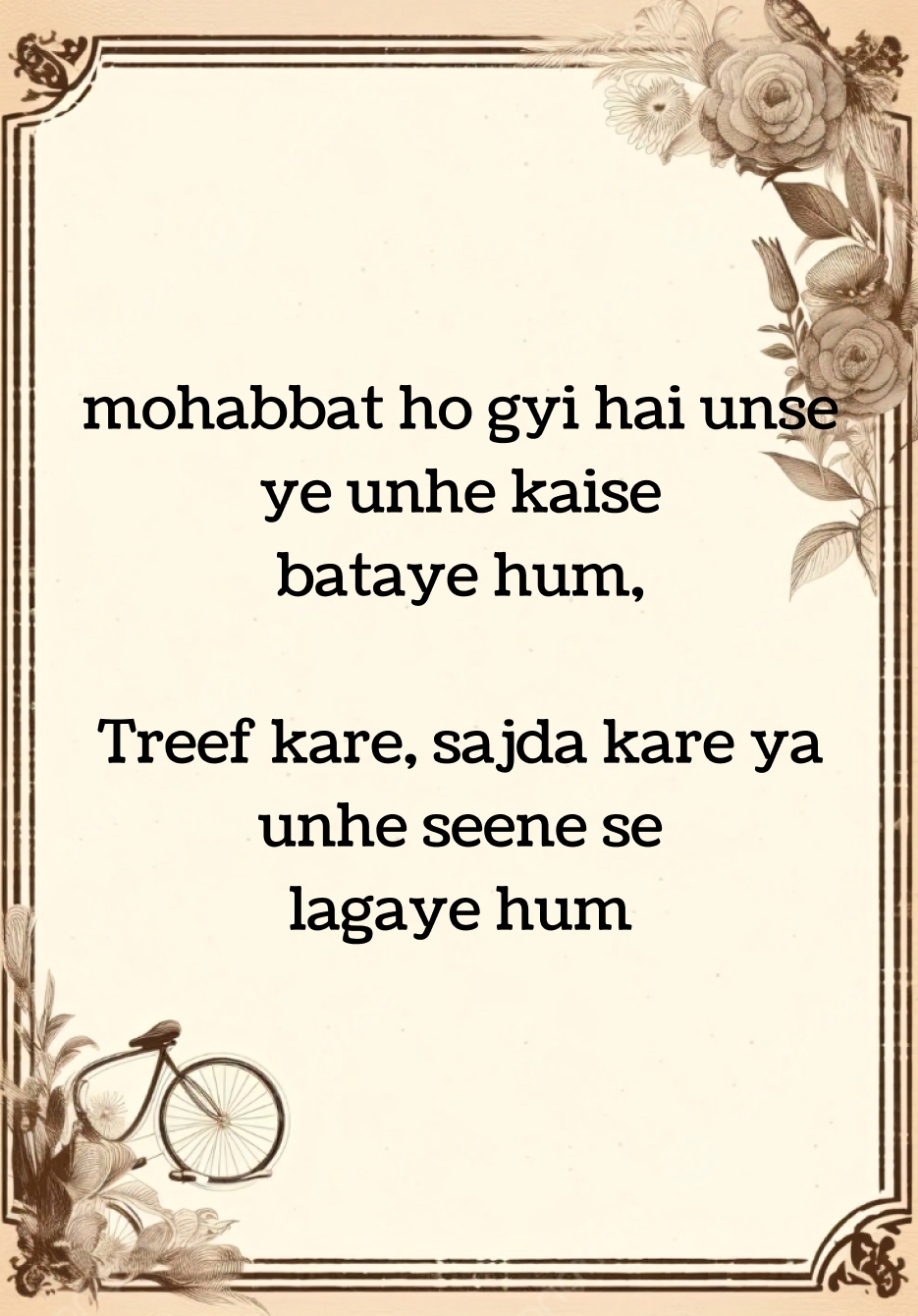 mohabbat ho gyi hai unse
ye unhe kaise
bataye hum,
Treef kare, sajda kare ya
unhe seene se
lagaye hum